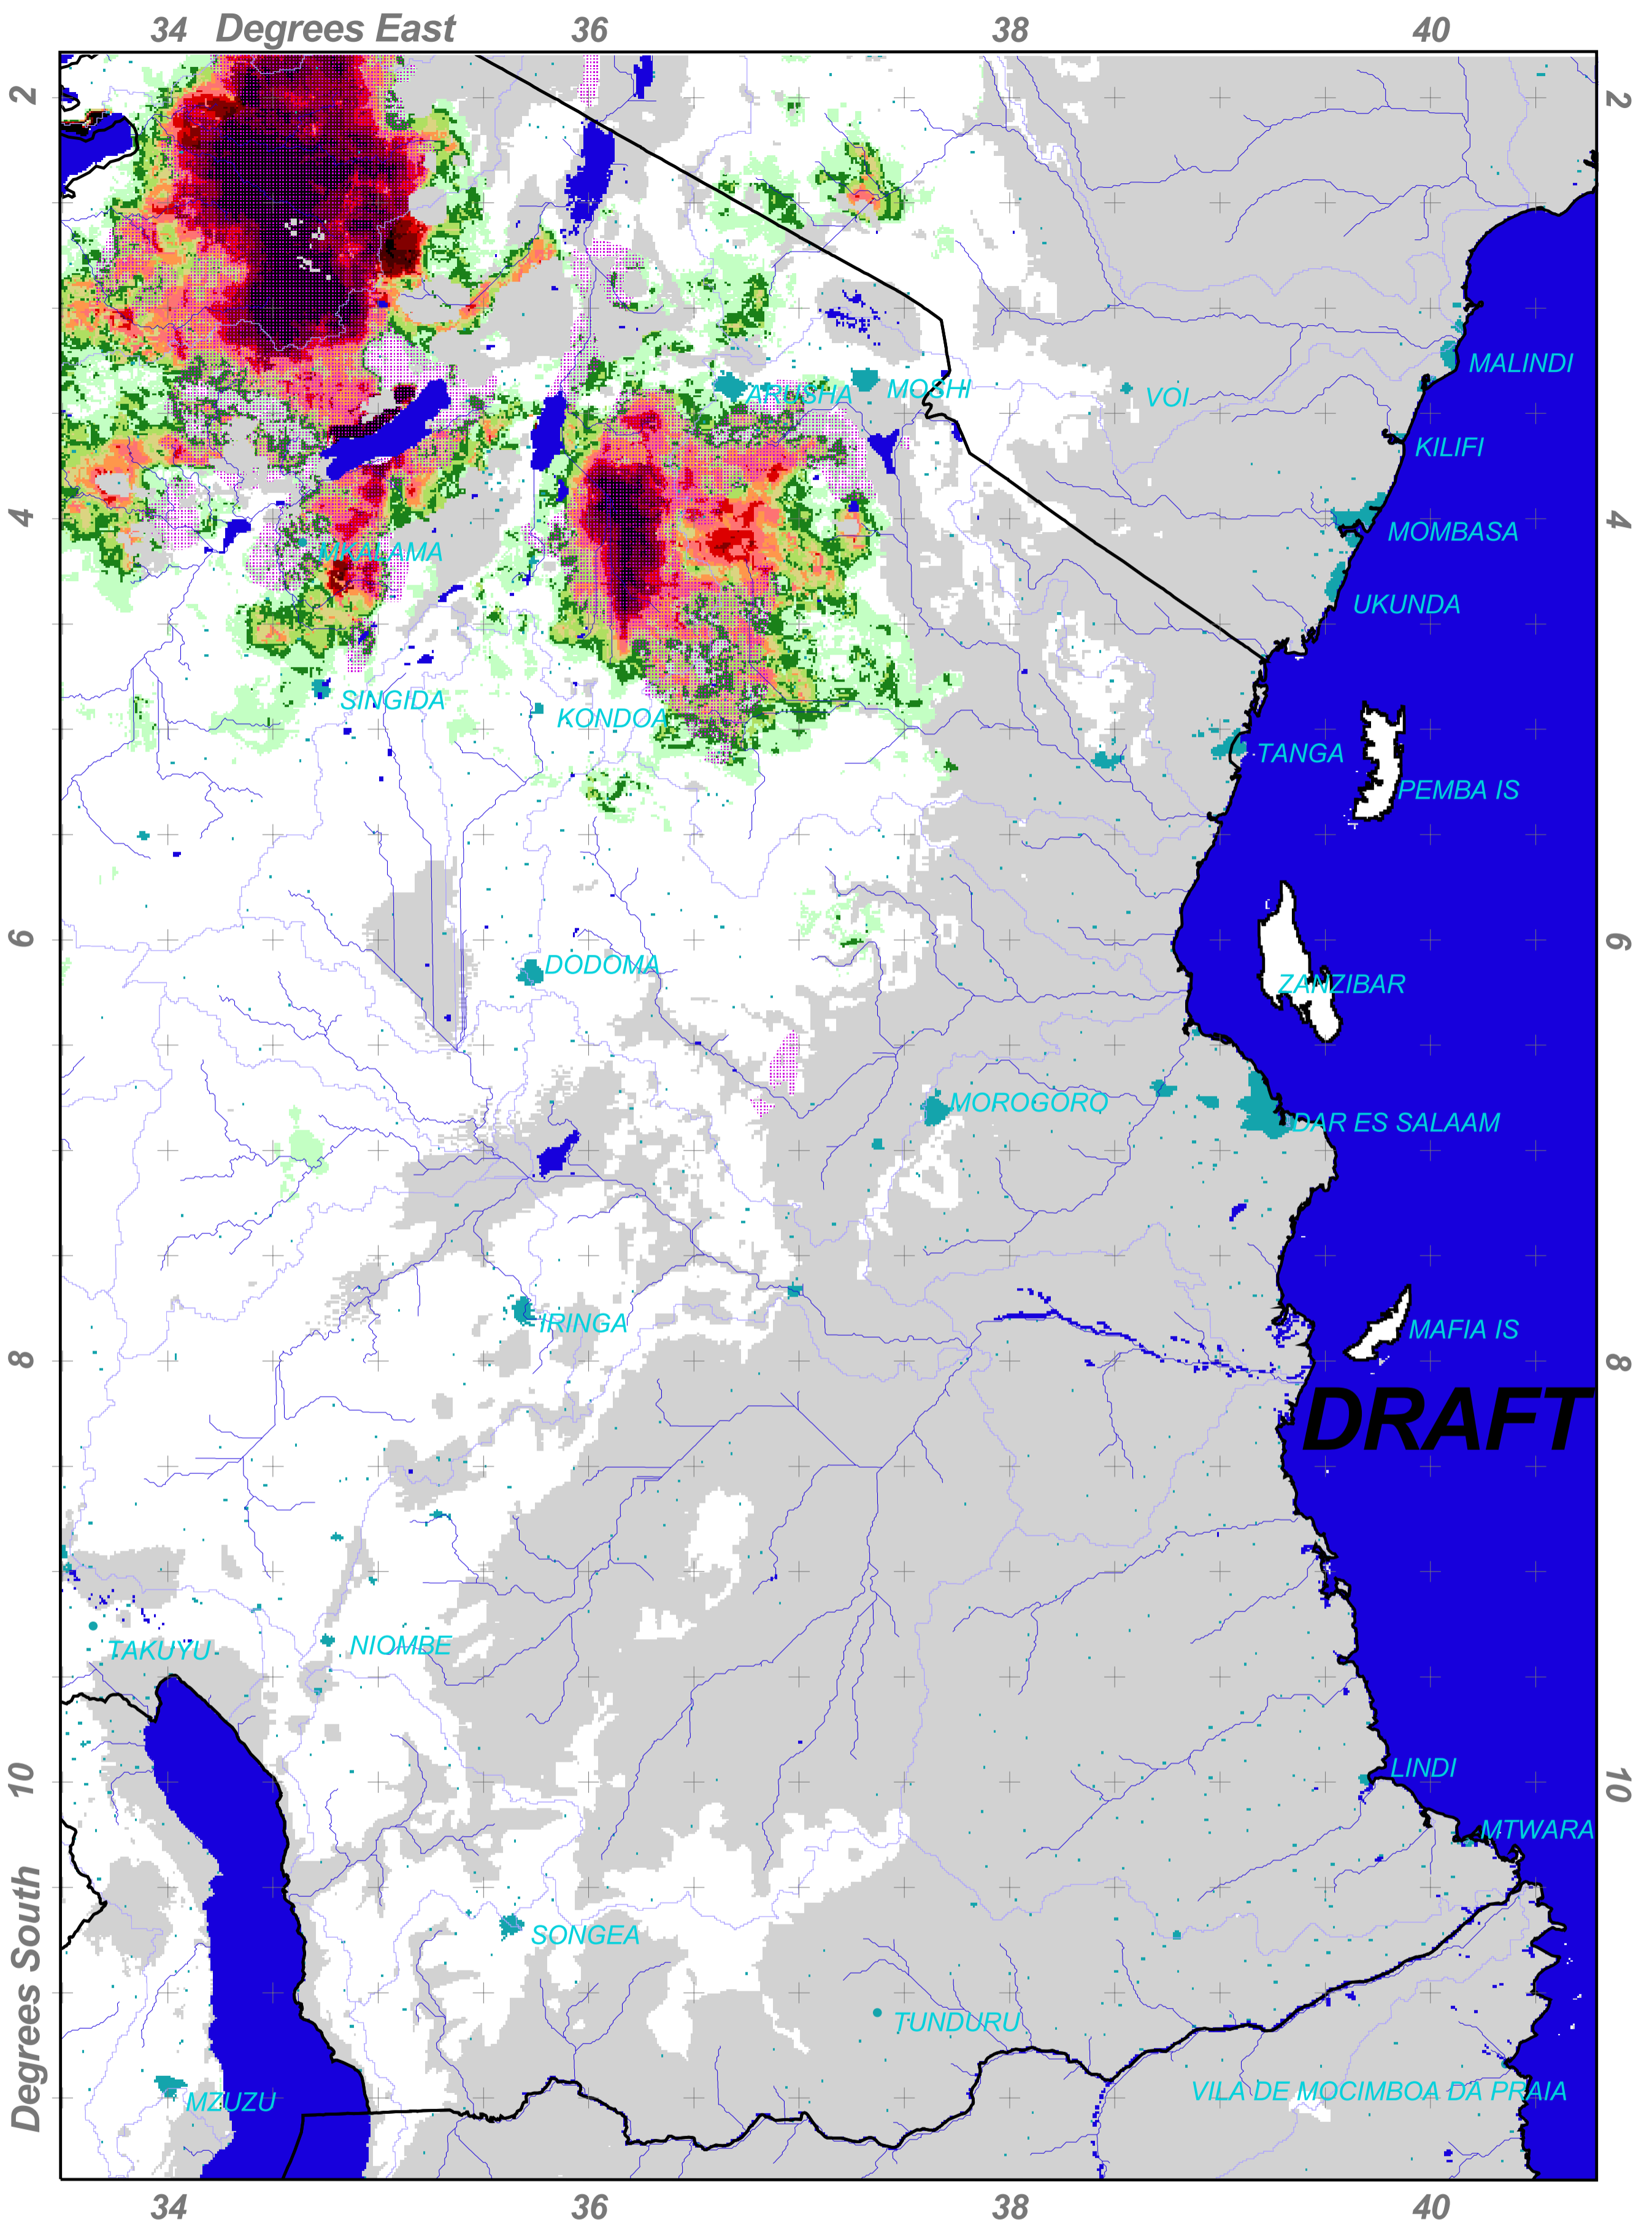 34 Degrees East 36 38 40
2 2
MALINDI
ARUSHA MOSHI VOI
KILIFI
4 4
MOMBASA
MKALAMA
UKUNDA
SINGIDA
KONDOA
TANGA
PEMBA IS
6 6
DODOMA
ZANZIBAR
MOROGORO
DAR ES SALAAM
IRINGA
MAFIA IS
8 8
DRAFT
NIOMBE
TAKUYU
LINDI
10 10
MTWARA
Degrees South
SONGEA
TUNDURU
VILA DE MOCIMBOA DA PRAIA
MZUZU
34 36 38 40